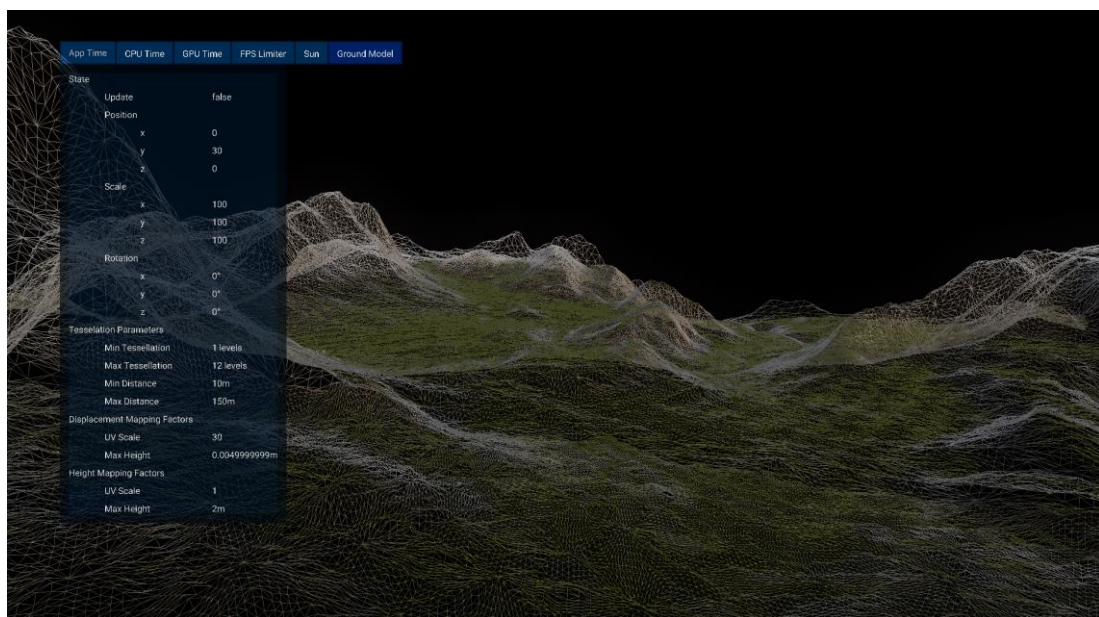 App Time CPU Time GPU Time FPS Limiter Sun Ground Model
State
Update false
Position
x 0
y 30
z 0
Scale
x 100
y 100
z 100
Rotation
x 0°
y 0°
z 0°
Tesselation Parameters
Min Tessellation 1 levels
Max Tessellation 12 levels
Min Distance 10m
Max Distance 150m
Displacement Mapping Factors
UV Scale 30
Max Height 0.0049999999m
Height Mapping Factors
UV Scale 1
Max Height 2m